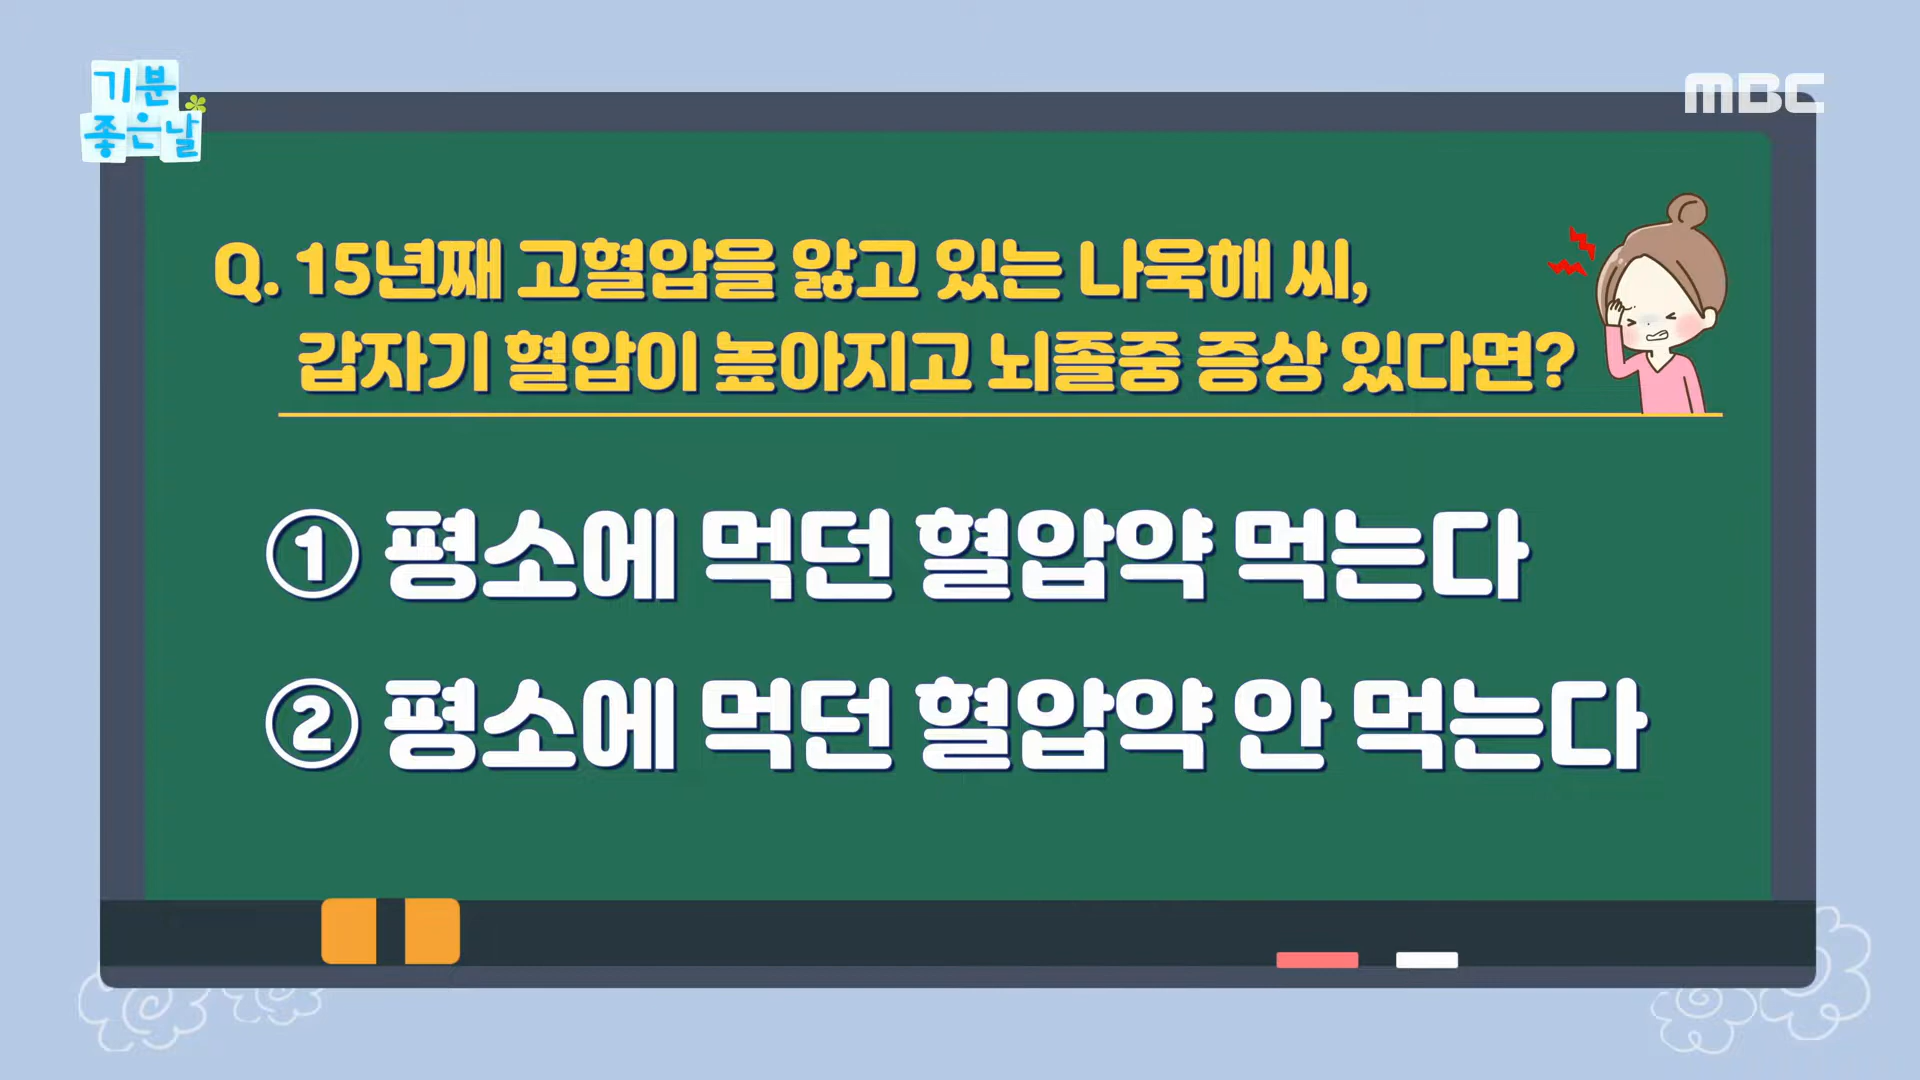 기분
좋은날
MBC
Q. 15년째 고혈압을 앓고 있는 나욱해 씨,
갑자기 혈압이 높아지고 뇌졸중 증상 있다면?
① 평소에 먹던 혈압약 먹는다
② 평소에 먹던 혈압약 안 먹는다